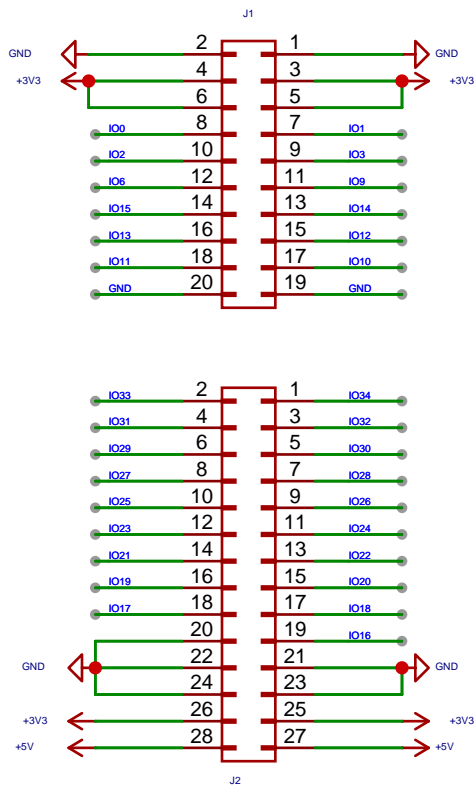 J1
GND 2 1 GND
+3V3 4 3 +3V3
6 5
IO0 8 7 IO1
IO2 10 9 IO3
IO6 12 11 IO9
IO15 14 13 IO14
IO13 16 15 IO12
IO11 18 17 IO10
GND 20 19 GND
IO33 2 1 IO34
IO31 4 3 IO32
IO29 6 5 IO30
IO27 8 7 IO28
IO25 10 9 IO26
IO23 12 11 IO24
IO21 14 13 IO22
IO19 16 15 IO20
IO17 18 17 IO18
20 19 IO16
GND 22 21 GND
24 23
+3V3 26 25 +3V3
+5V 28 27 +5V
J2